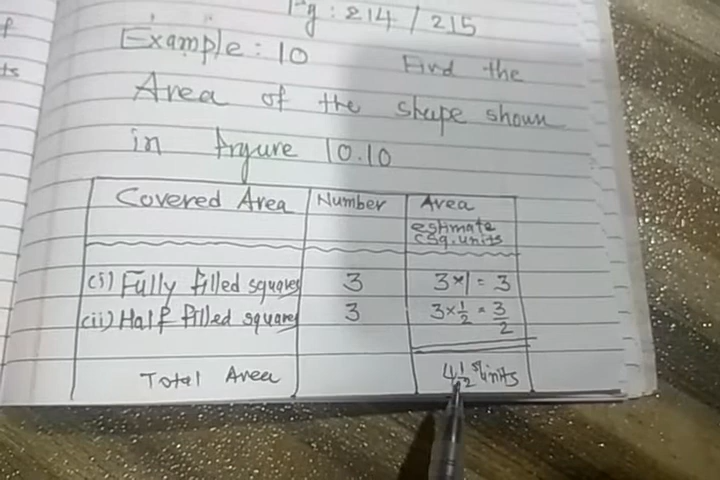 f
ts
Pg : 214 / 215
Example : 10 Find the
Area of the shape shown
in figure 10.10
Covered Area Number Area
estimate
(sq. units
(i) Fully filled squares 3 3 × 1 = 3
(ii) Half filled squares 3 3 × 1/2 = 3/2
Total Area 4 1/2 units